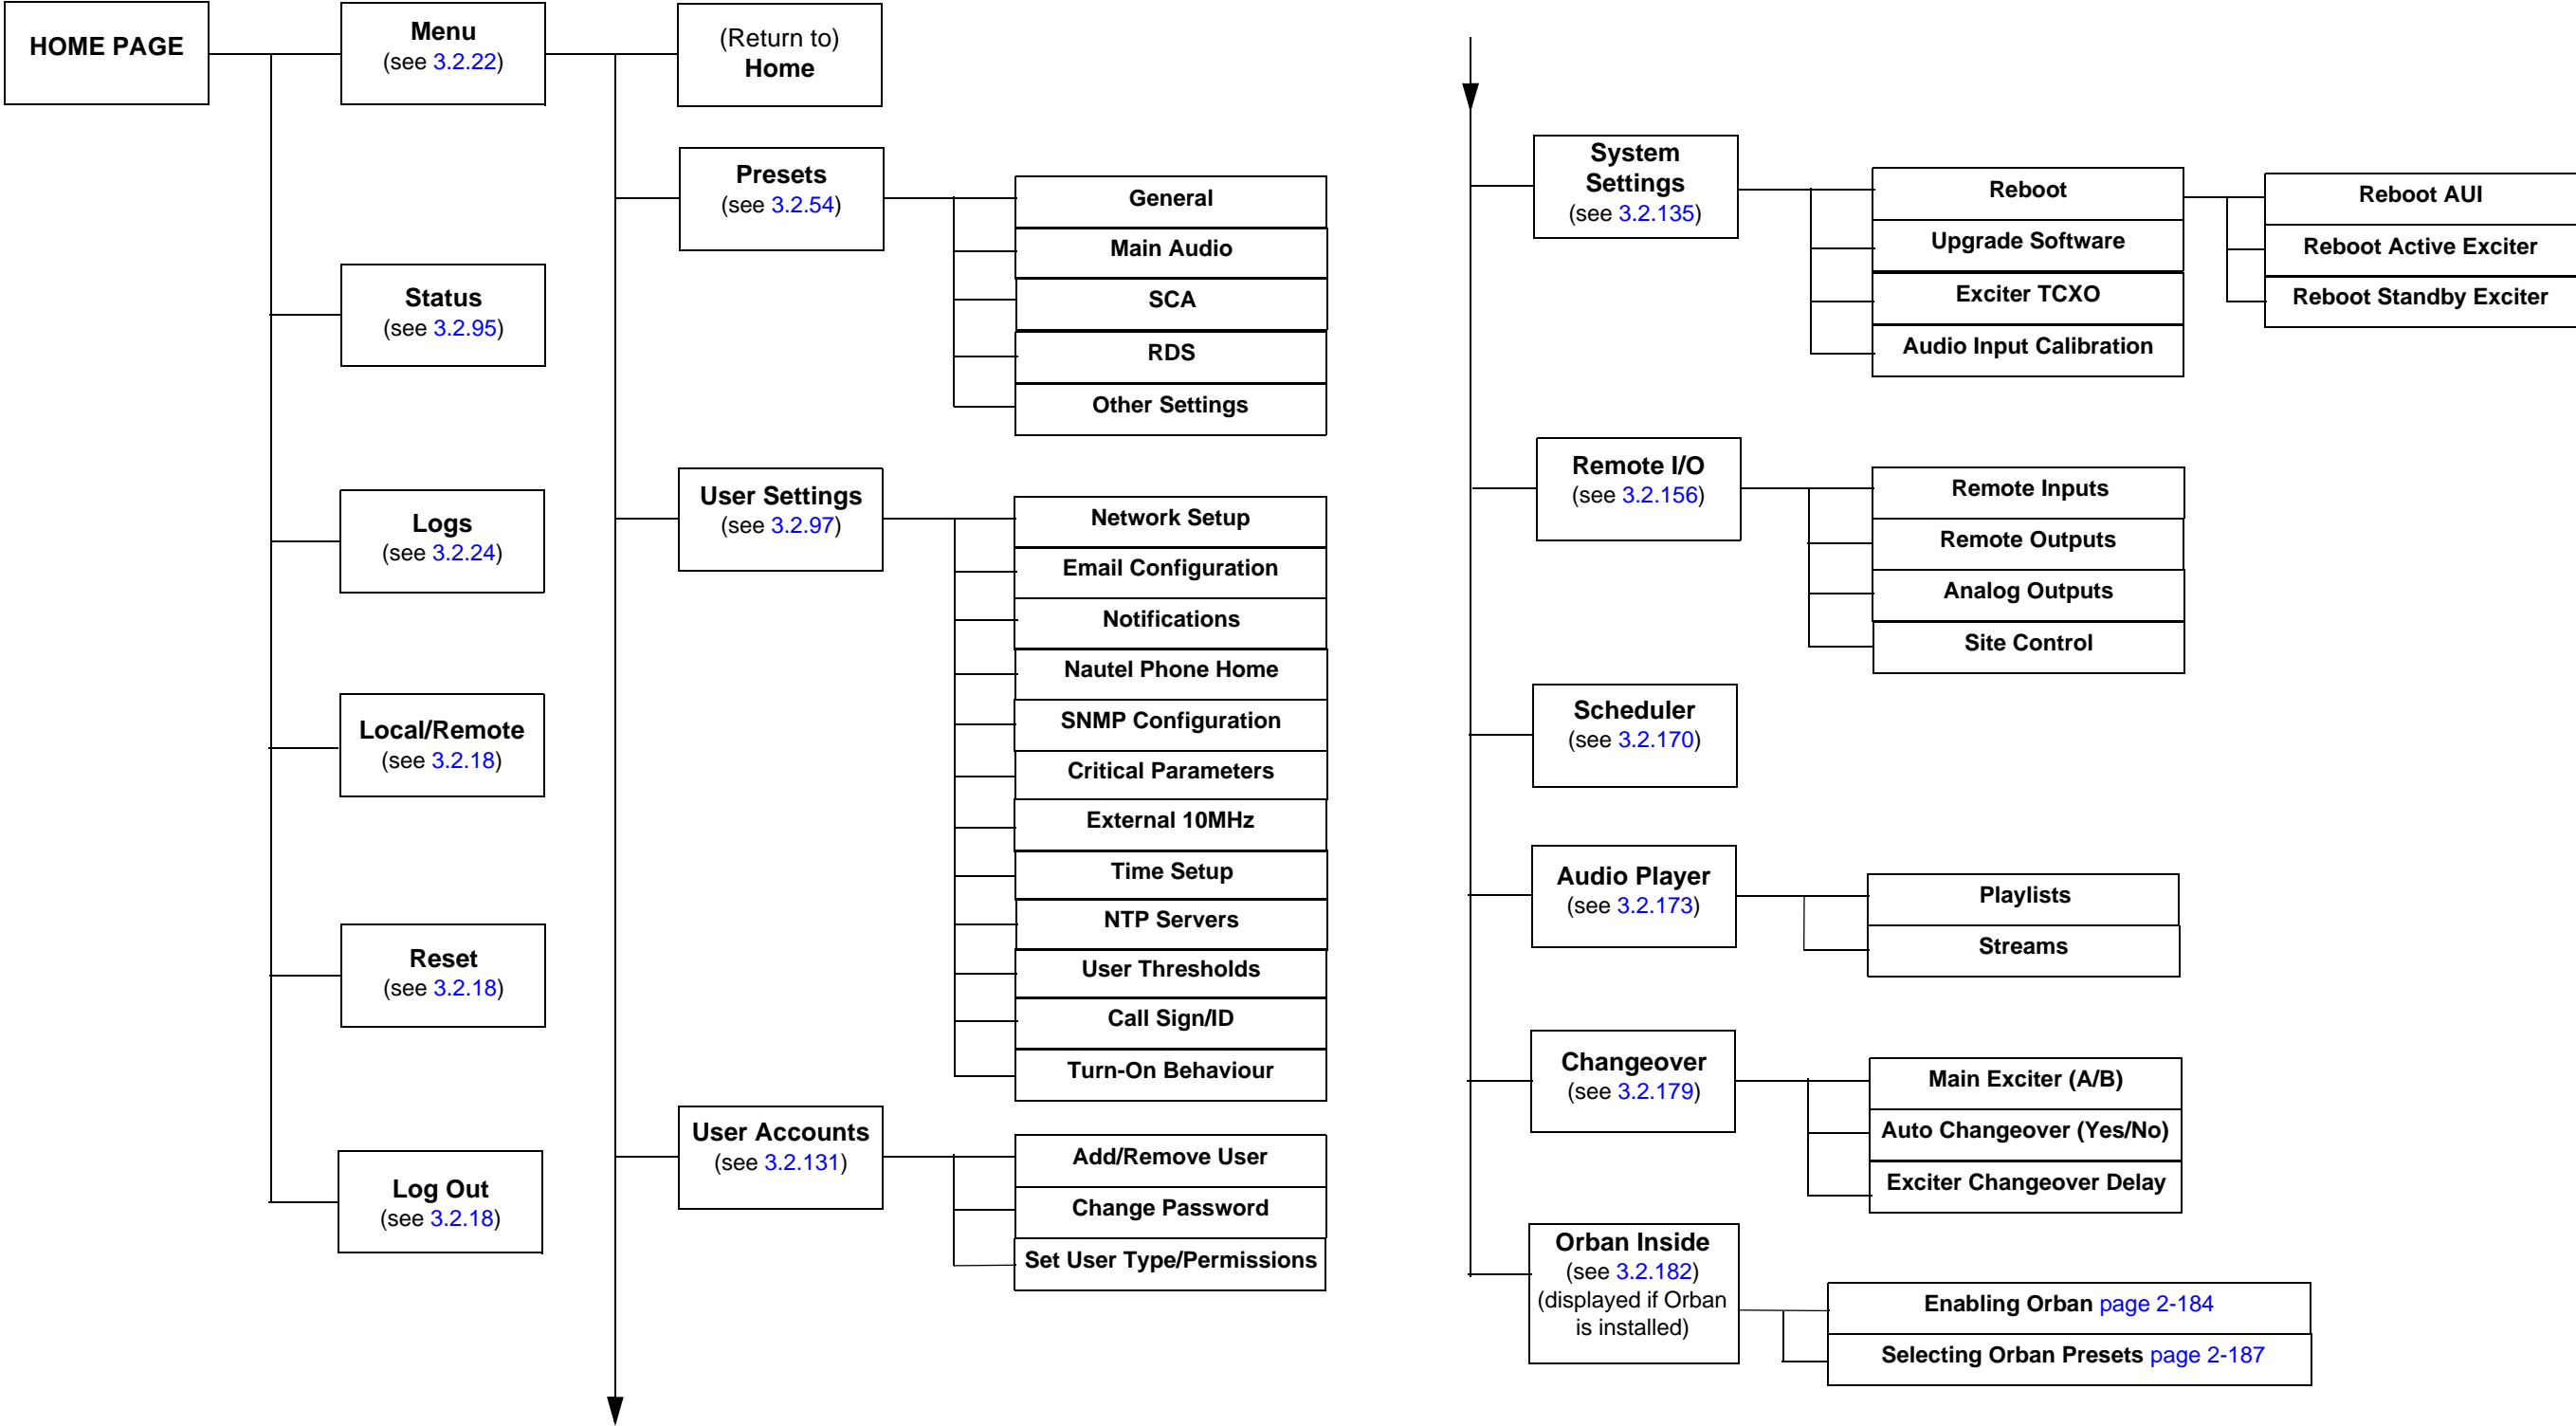 HOME PAGE
Menu
(see 3.2.22)
Status
(see 3.2.95)
Logs
(see 3.2.24)
Local/Remote
(see 3.2.18)
Reset
(see 3.2.18)
Log Out
(see 3.2.18)
(Return to)
Home
Presets
(see 3.2.54)
General
Main Audio
SCA
RDS
Other Settings
User Settings
(see 3.2.97)
Network Setup
Email Configuration
Notifications
Nautel Phone Home
SNMP Configuration
Critical Parameters
External 10MHz
Time Setup
NTP Servers
User Thresholds
Call Sign/ID
Turn-On Behaviour
User Accounts
(see 3.2.131)
Add/Remove User
Change Password
Set User Type/Permissions
System
Settings
(see 3.2.135)
Reboot
Upgrade Software
Exciter TCXO
Audio Input Calibration
Reboot AUI
Reboot Active Exciter
Reboot Standby Exciter
Remote I/O
(see 3.2.156)
Remote Inputs
Remote Outputs
Analog Outputs
Site Control
Scheduler
(see 3.2.170)
Audio Player
(see 3.2.173)
Playlists
Streams
Changeover
(see 3.2.179)
Main Exciter (A/B)
Auto Changeover (Yes/No)
Exciter Changeover Delay
Orban Inside
(see 3.2.182)
(displayed if Orban
is installed)
Enabling Orban page 2-184
Selecting Orban Presets page 2-187